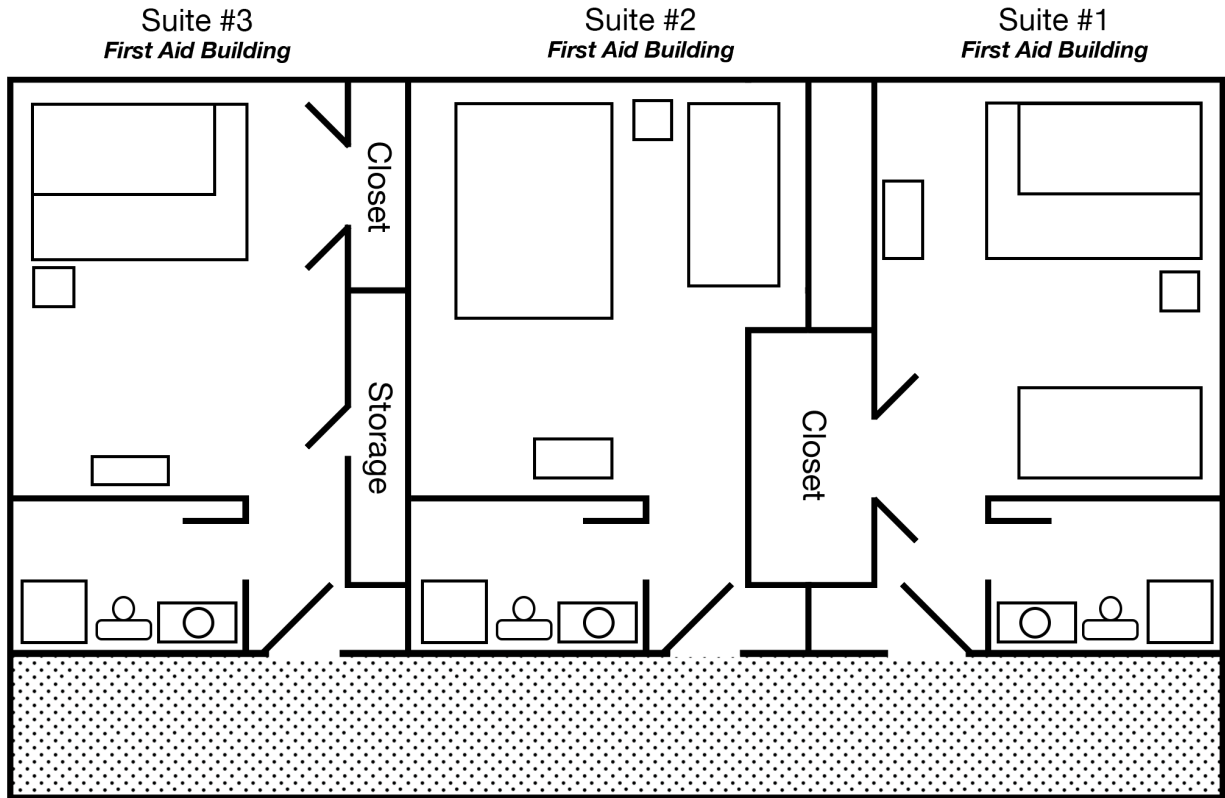 Suite #3
First Aid Building
Suite #2
First Aid Building
Suite #1
First Aid Building
Closet
Storage
Closet